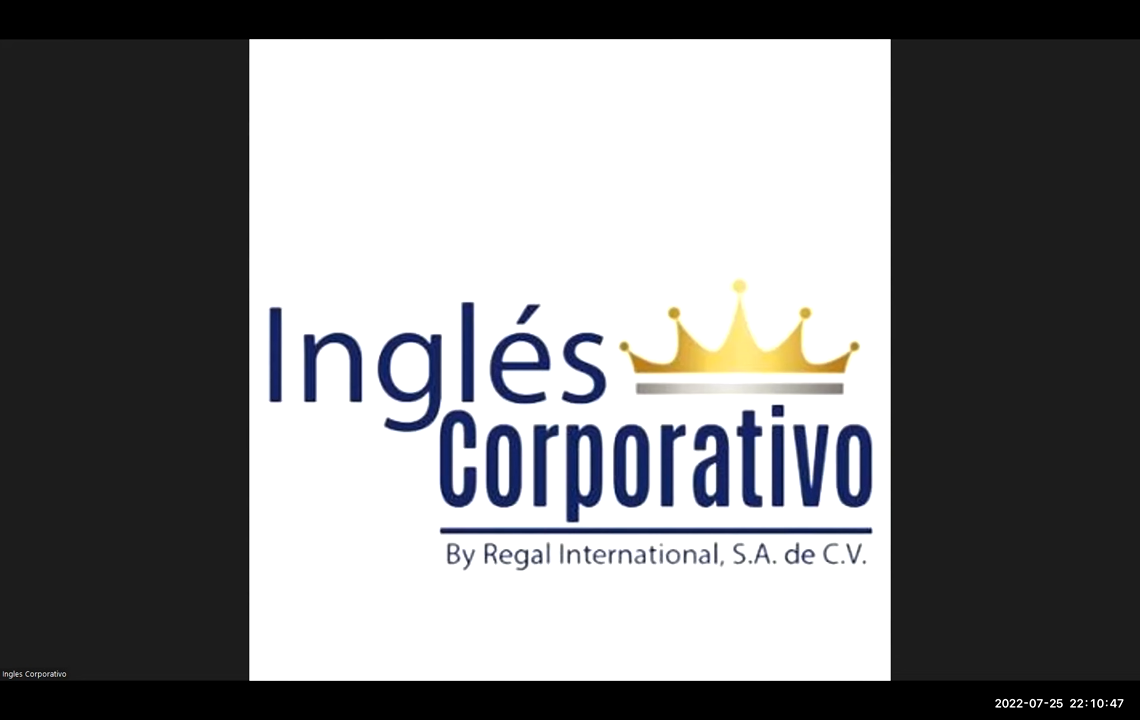 Inglés
Corporativo
By Regal International, S.A. de C.V.
Ingles Corporativo
2022-07-25 22:10:47